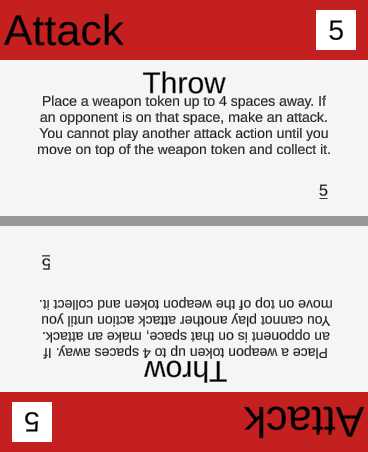 Attack 5
Throw
Place a weapon token up to 4 spaces away. If
an opponent is on that space, make an attack.
You cannot play another attack action until you
move on top of the weapon token and collect it.
5
Attack 5
Throw
Place a weapon token up to 4 spaces away. If
an opponent is on that space, make an attack.
You cannot play another attack action until you
move on top of the weapon token and collect it.
5